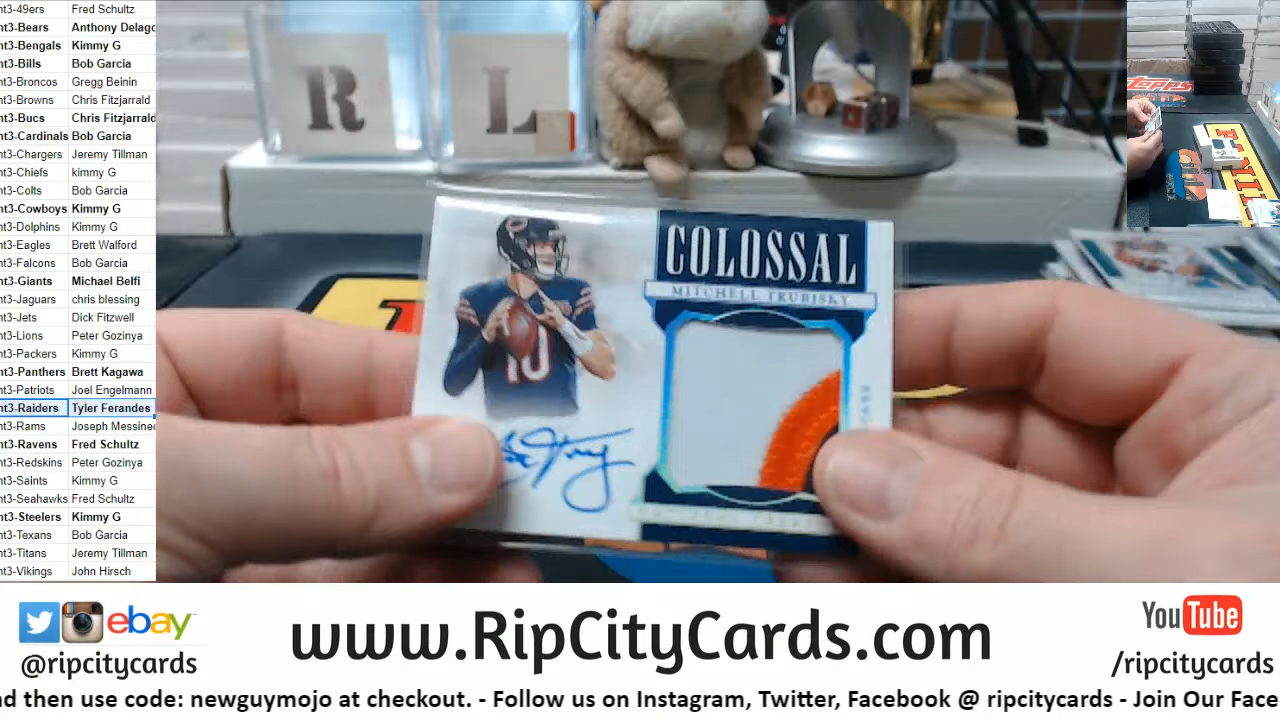 nt3-49ers Fred Schultz
nt3-Bears Anthony Delago
nt3-Bengals Kimmy G
nt3-Bills Bob Garcia
nt3-Broncos Gregg Beinin
nt3-Browns Chris Fitzjarrald
nt3-Bucs Chris Fitzjarrald
nt3-Cardinals Bob Garcia
nt3-Chargers Jeremy Tillman
nt3-Chiefs kimmy G
nt3-Colts Bob Garcia
nt3-Cowboys Kimmy G
nt3-Dolphins Kimmy G
nt3-Eagles Brett Walford
nt3-Falcons Bob Garcia
nt3-Giants Michael Belfi
nt3-Jaguars chris blessing
nt3-Jets Dick Fitzwell
nt3-Lions Peter Gozinya
nt3-Packers Kimmy G
nt3-Panthers Brett Kagawa
nt3-Patriots Joel Engelmann
nt3-Raiders Tyler Ferandes
nt3-Rams Joseph Messineo
nt3-Ravens Fred Schultz
nt3-Redskins Peter Gozinya
nt3-Saints Kimmy G
nt3-Seahawks Fred Schultz
nt3-Steelers Kimmy G
nt3-Texans Bob Garcia
nt3-Titans Jeremy Tillman
nt3-Vikings John Hirsch
R L
COLOSSAL
MITCHELL TRUBISKY
10
topps
ebay
@ripcitycards
www.RipCityCards.com
YouTube
/ripcitycards
nd then use code: newguymojo at checkout. - Follow us on Instagram, Twitter, Facebook @ ripcitycards - Join Our Face